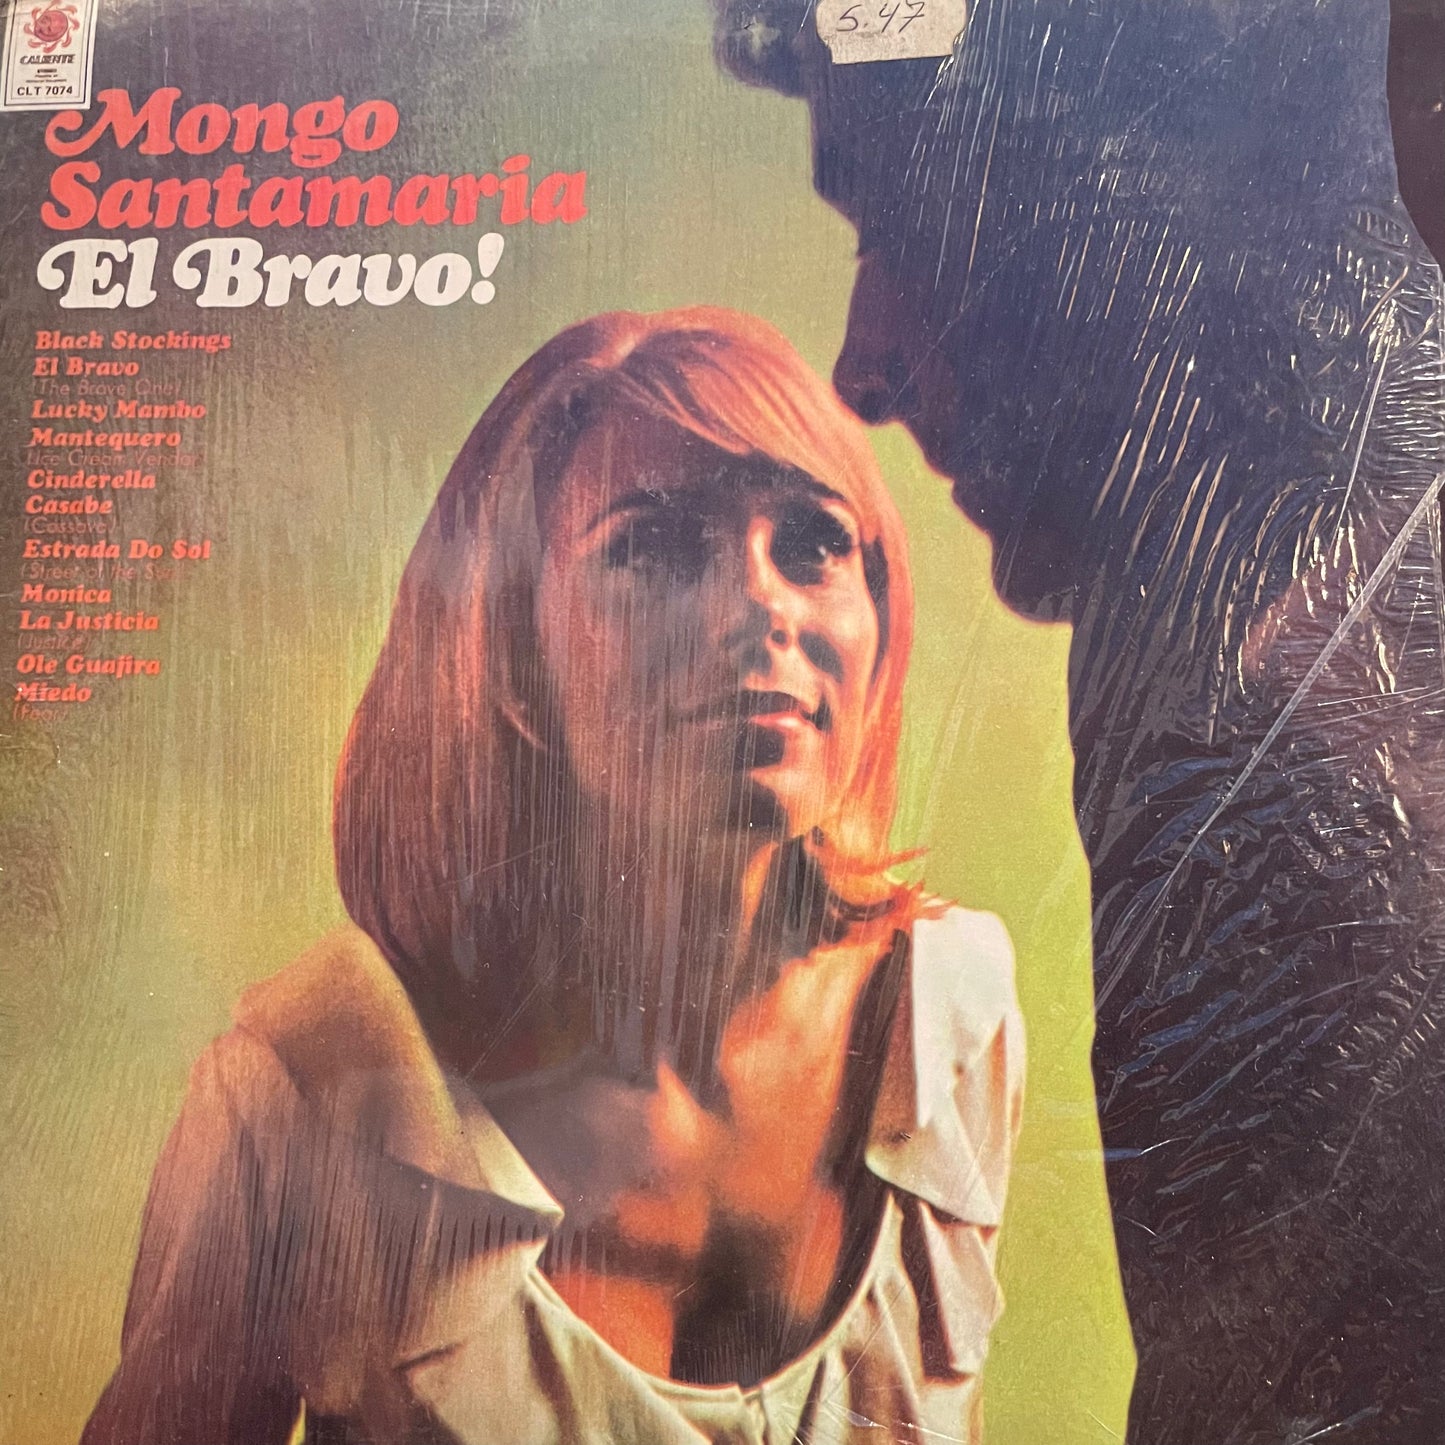 5.47
CALIENTE
CLT 7074
Mongo
Santamaria
El Bravo!
Black Stockings
El Bravo
(The Brave One)
Lucky Mambo
Mantequero
(Ice Cream Vendor)
Cinderella
Casabe
(Cassava)
Estrada Do Sol
(Street of the Sun)
Monica
La Justicia
(Justice)
Ole Guajira
Miedo
(Fear)